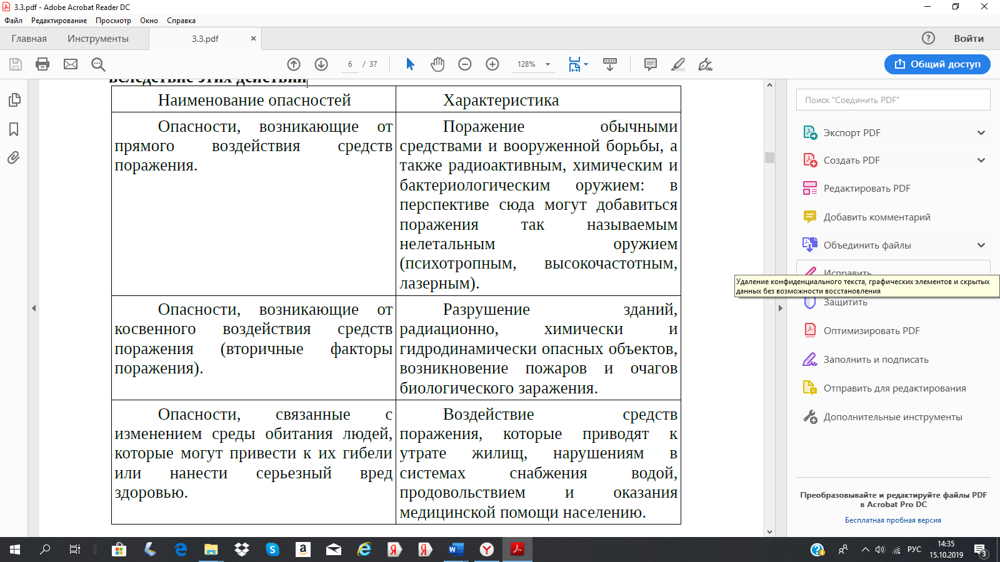 3.3.pdf - Adobe Acrobat Reader DC
Файл Редактирование Просмотр Окно Справка
Главная Инструменты 3.3.pdf × Войти
6 / 37 128% Общий доступ
вследствие этих действий
Наименование опасностей Характеристика
Опасности, возникающие от
прямого воздействия средств
поражения.
Поражение обычными
средствами и вооруженной борьбы, а
также радиоактивным, химическим и
бактериологическим оружием: в
перспективе сюда могут добавиться
поражения так называемым
нелетальным оружием
(психотропным, высокочастотным,
лазерным).
Опасности, возникающие от
косвенного воздействия средств
поражения (вторичные факторы
поражения).
Разрушение зданий,
радиационно, химически и
гидродинамически опасных объектов,
возникновение пожаров и очагов
биологического заражения.
Опасности, связанные с
изменением среды обитания людей,
которые могут привести к их гибели
или нанести серьезный вред
здоровью.
Воздействие средств
поражения, которые приводят к
утрате жилищ, нарушениям в
системах снабжения водой,
продовольствием и оказания
медицинской помощи населению.
Поиск "Соединить PDF"
Экспорт PDF
Создать PDF
Редактировать PDF
Добавить комментарий
Объединить файлы
Исправить
Удаление конфиденциального текста, графических элементов и скрытых
данных без возможности восстановления
Защитить
Оптимизировать PDF
Заполнить и подписать
Отправить для редактирования
Дополнительные инструменты
Преобразовывайте и редактируйте файлы PDF
в Acrobat Pro DC
Бесплатная пробная версия
РУС
14:35
15.10.2019
3